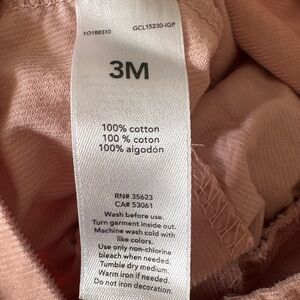 1O188310 GCL15230-IGP
3M
100% cotton
100 % coton
100% algodón
RN# 35623
CA# 53061
Wash before use.
Turn garment inside out.
Machine wash cold with
like colors.
Use only non-chlorine
bleach when needed.
Tumble dry medium.
Warm iron if needed.
Do not iron decoration.